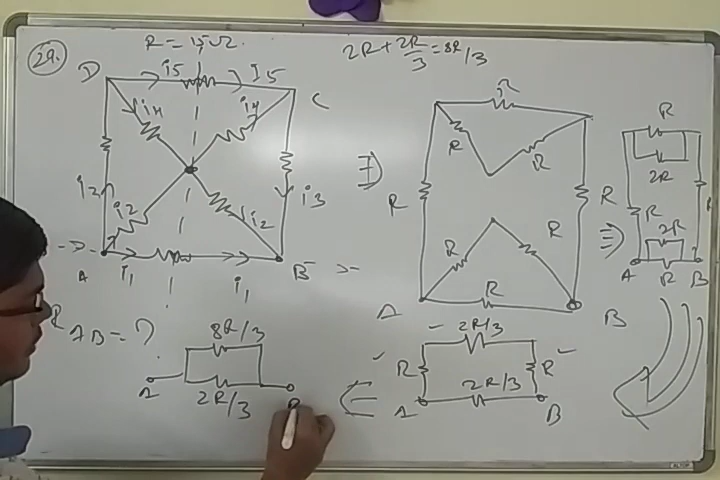 29.
R = 15Ω.
2R + 2R/3 = 8R/3
D i5 I5 C
i4 i4
i2 i3
i2 i2
A i1 i1 B
R R R
R R
R R
R
A B
R
2R
R
2R
A R B
R AB = ?
8R/3
A 2R/3
2R/3
R R
2R/3
A B